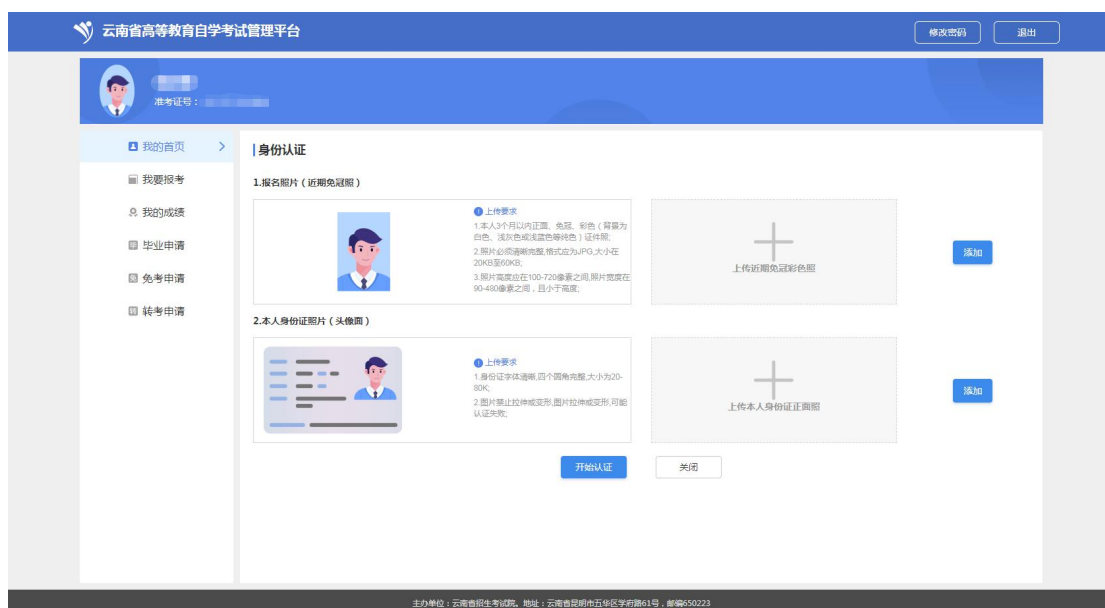 云南省高等教育自学考试管理平台
修改密码
退出
准考证号：
我的首页
我要报考
我的成绩
毕业申请
免考申请
转考申请
身份认证
1.报名照片（近期免冠照）
上传要求
1.本人3个月以内正面、免冠、彩色（背景为
白色、浅灰色或浅蓝色等纯色）证件照;
2.照片必须清晰完整,格式应为JPG,大小在
20KB至60KB;
3.照片高度应在100-720像素之间,照片宽度在
90-480像素之间，且小于高度;
上传近期免冠彩色照
添加
2.本人身份证照片（头像面）
上传要求
1.身份证字体清晰,四个圆角完整,大小为20-
80K;
2.图片禁止拉伸或变形,图片拉伸或变形,可能
认证失败;
上传本人身份证正面照
添加
开始认证
关闭
主办单位：云南省招生考试院。地址：云南省昆明市五华区学府路61号，邮编650223